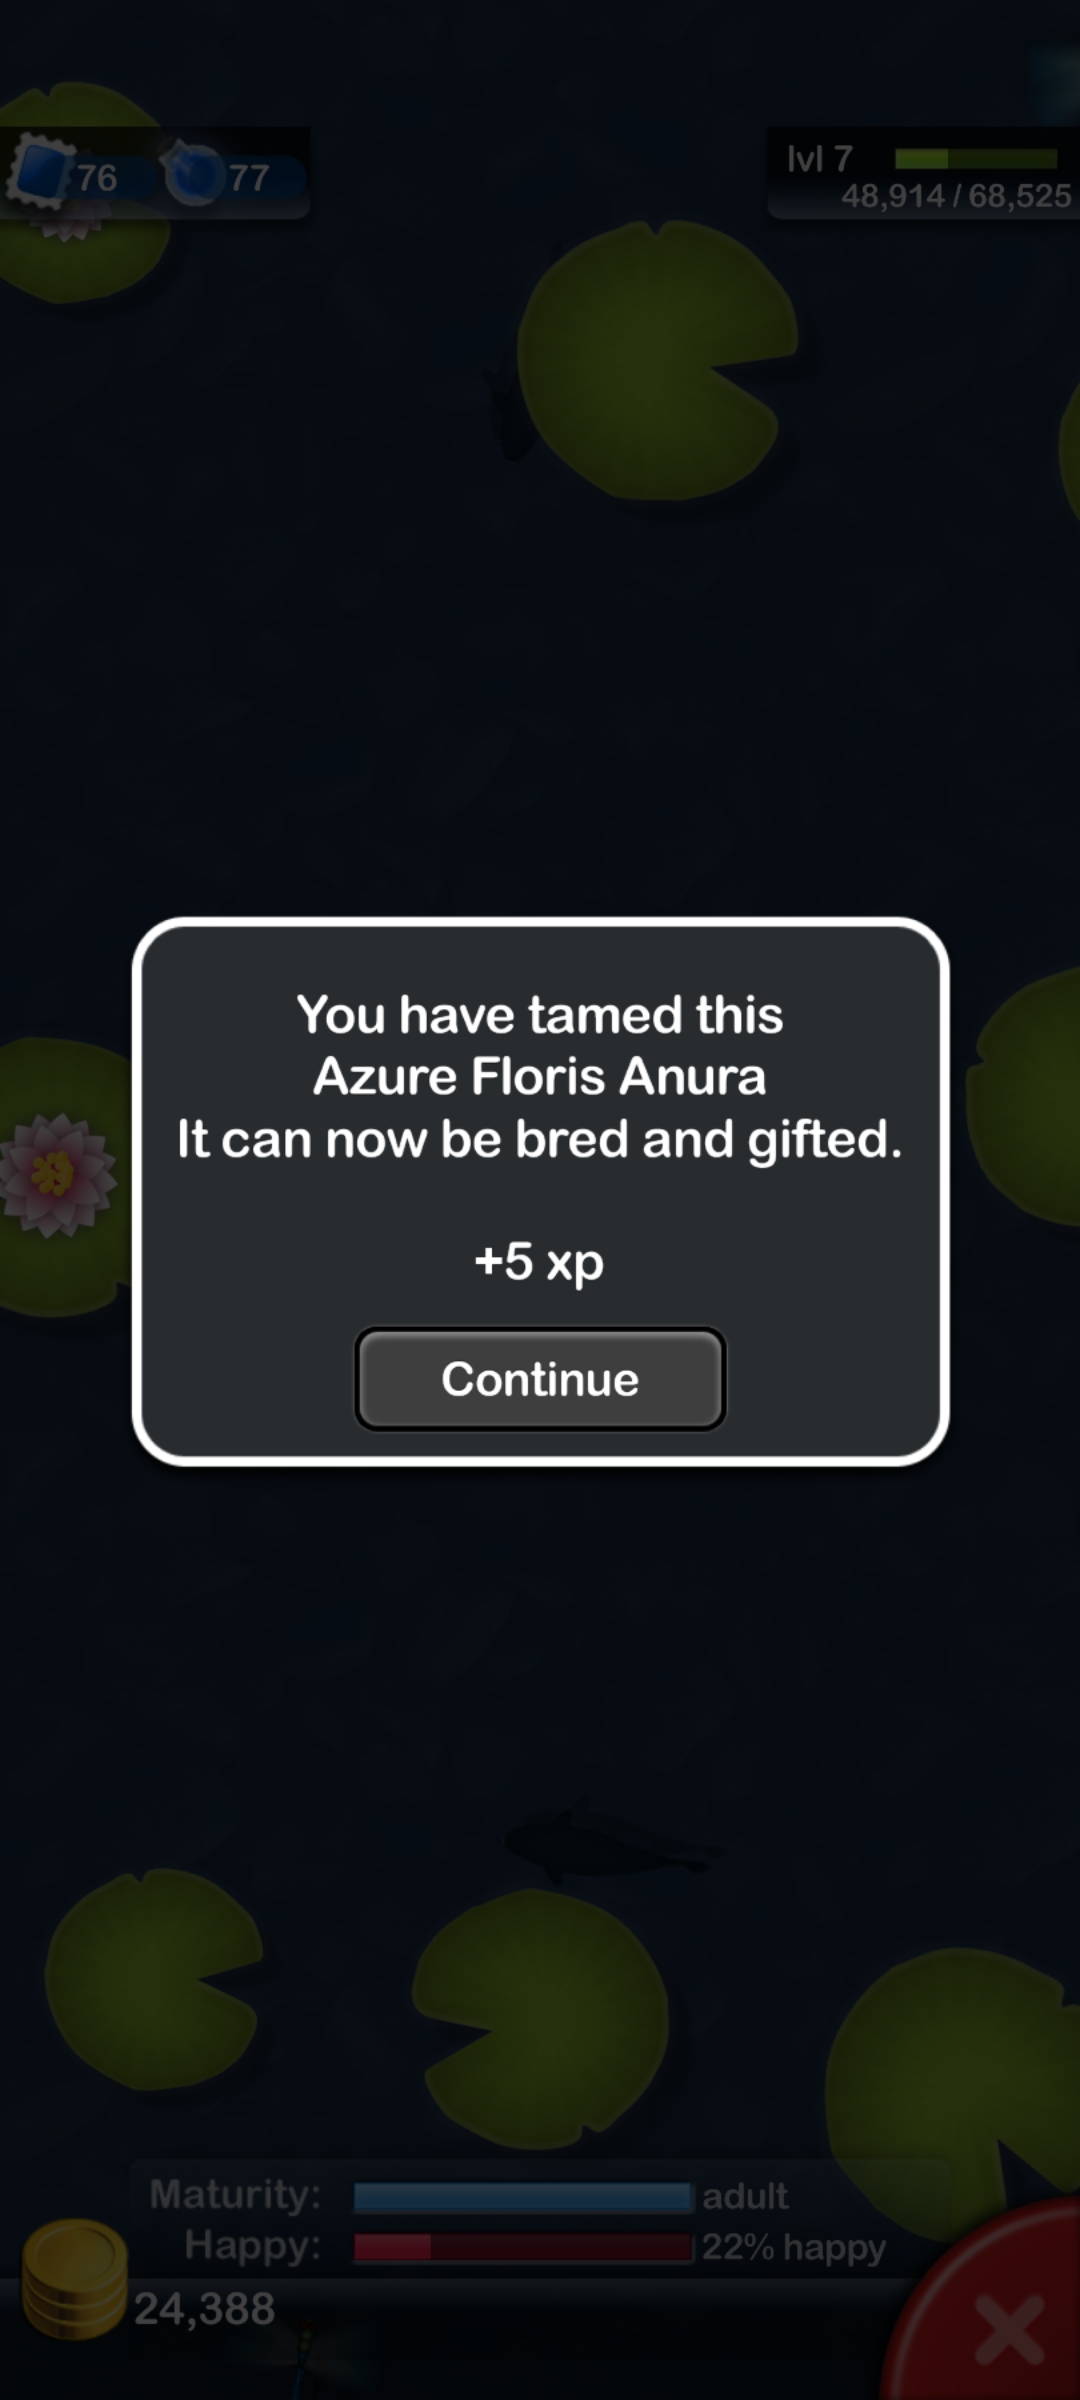 76
77
lvl 7
48,914 / 68,525
You have tamed this
Azure Floris Anura
It can now be bred and gifted.
+5 xp
Continue
Maturity: adult
Happy: 22% happy
24,388